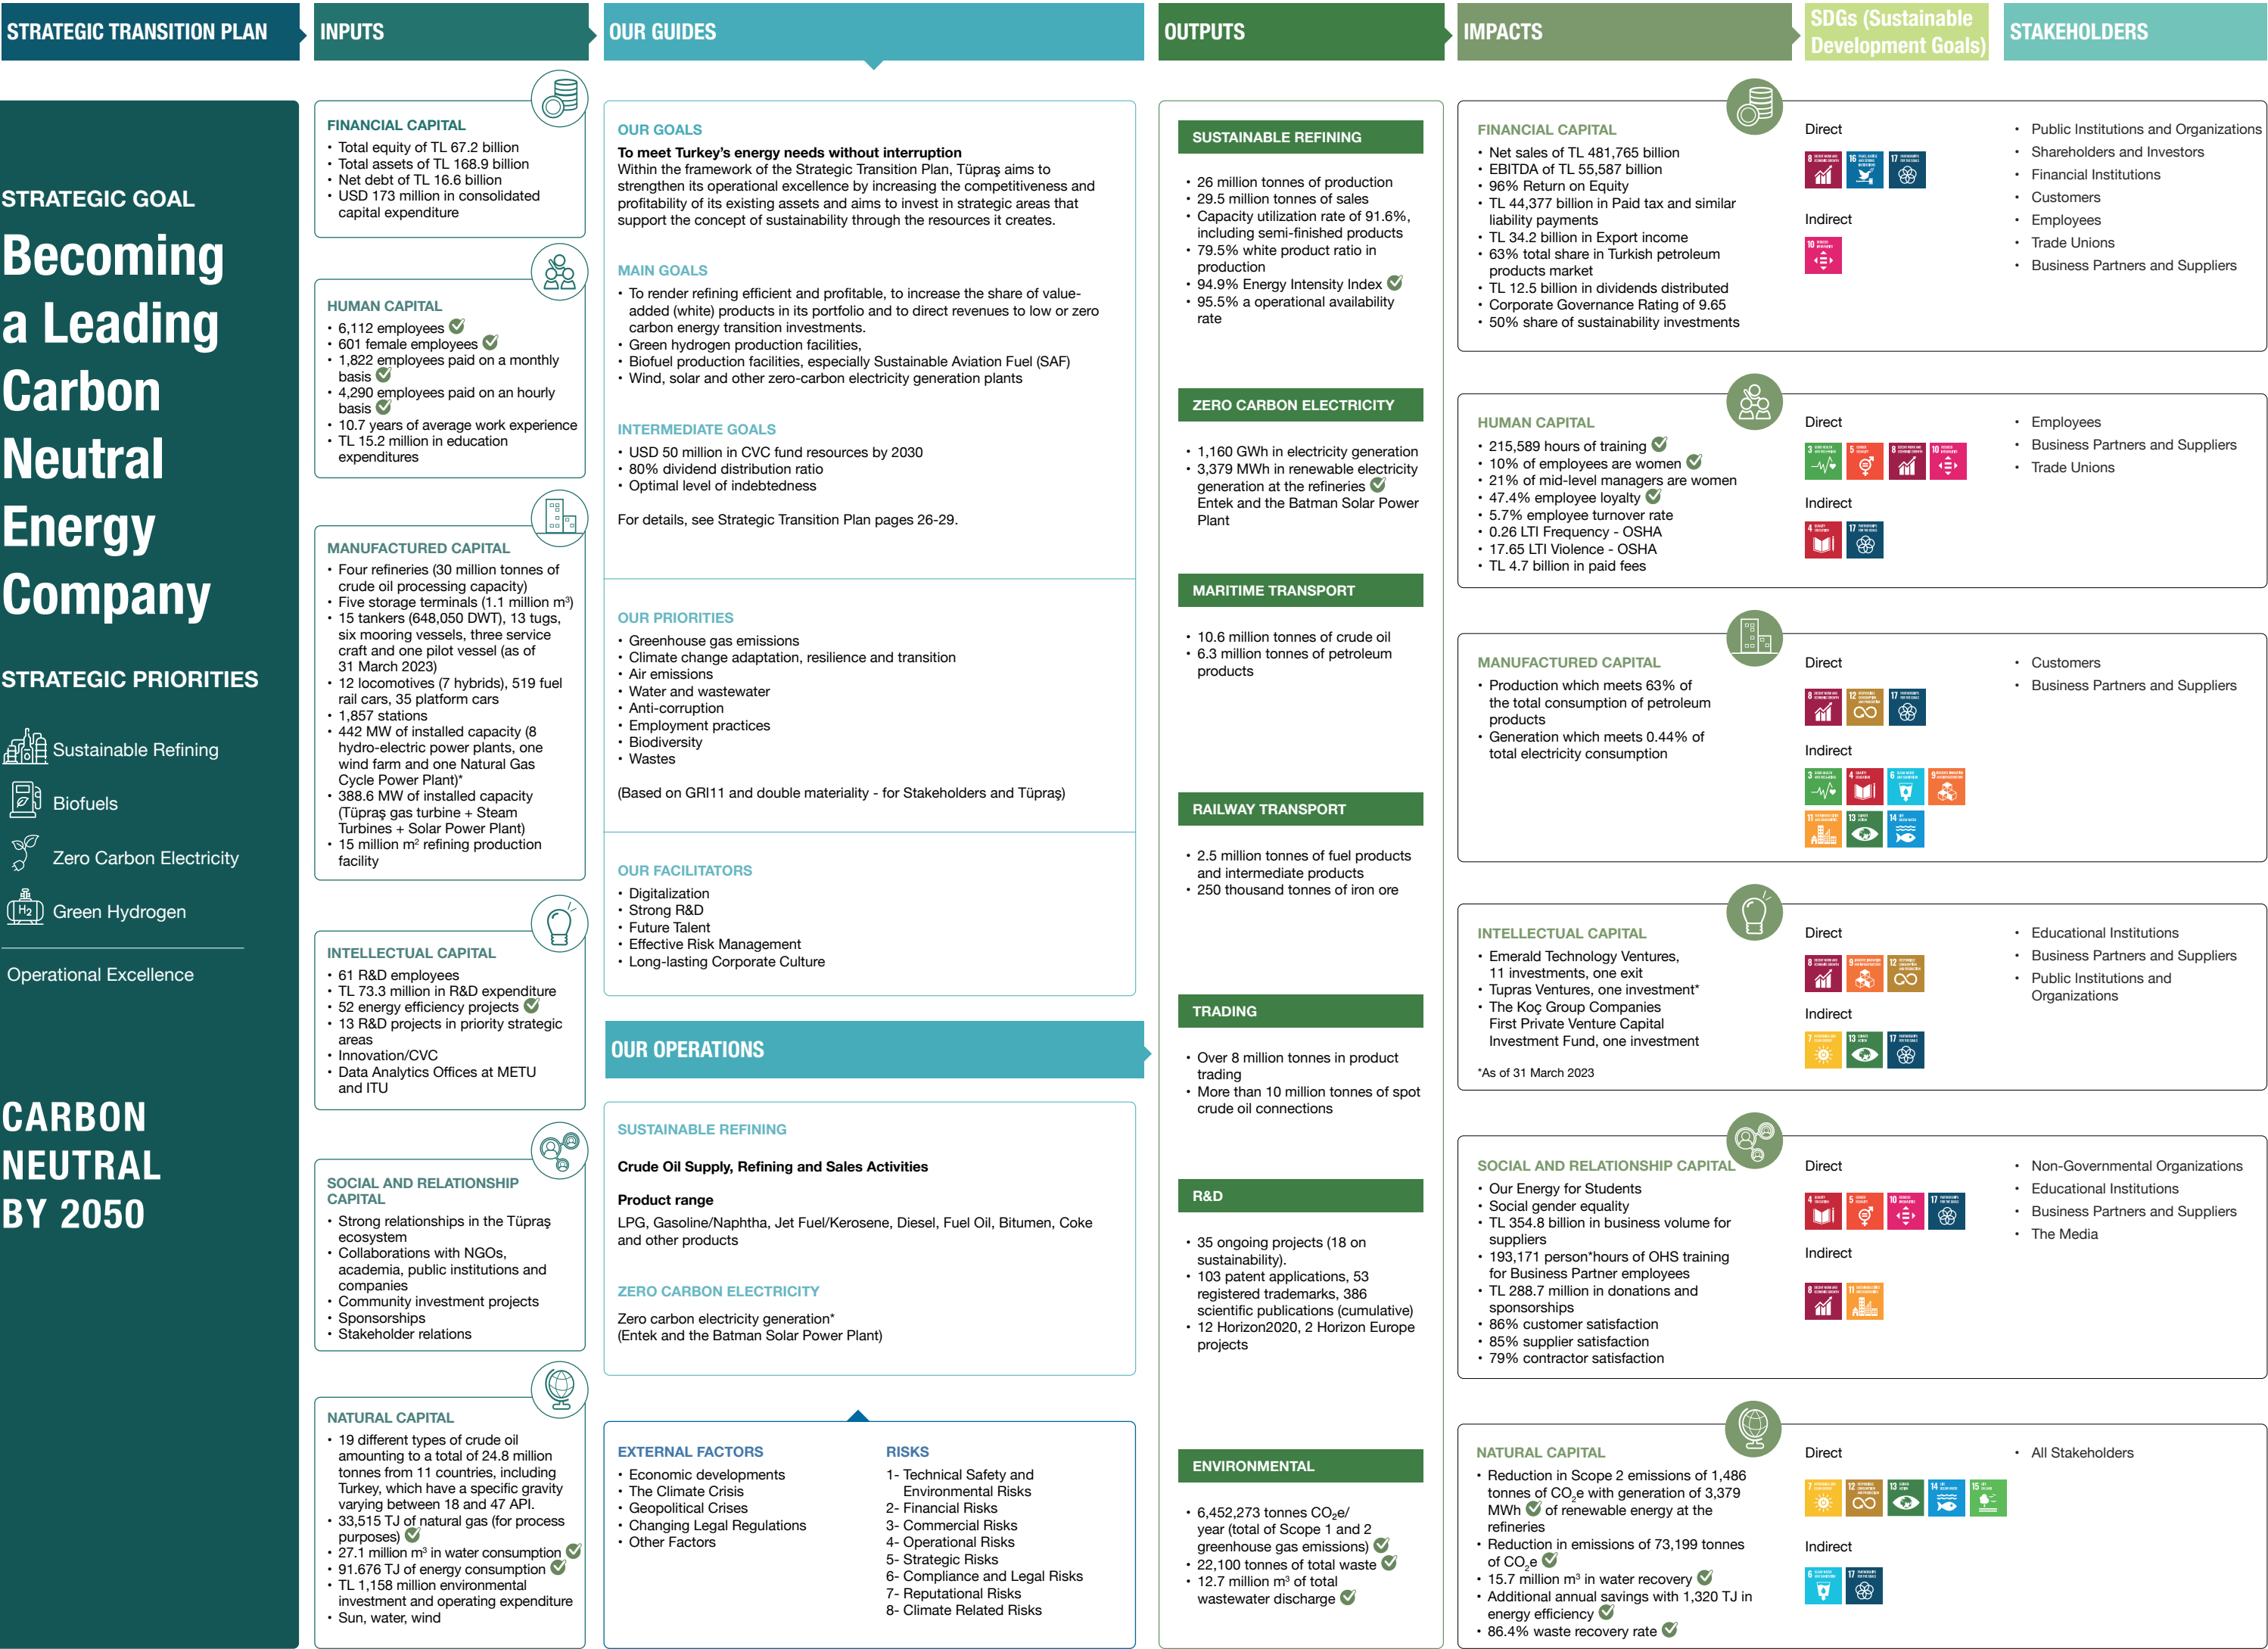 STRATEGIC TRANSITION PLAN
INPUTS
OUR GUIDES
OUTPUTS
IMPACTS
SDGs (Sustainable
Development Goals)
STAKEHOLDERS
STRATEGIC GOAL
Becoming
a Leading
Carbon
Neutral
Energy
Company
STRATEGIC PRIORITIES
Sustainable Refining
Biofuels
Zero Carbon Electricity
H2
Green Hydrogen
Operational Excellence
CARBON
NEUTRAL
BY 2050
FINANCIAL CAPITAL
• Total equity of TL 67.2 billion
• Total assets of TL 168.9 billion
• Net debt of TL 16.6 billion
• USD 173 million in consolidated
capital expenditure
HUMAN CAPITAL
• 6,112 employees
• 601 female employees
• 1,822 employees paid on a monthly
basis
• 4,290 employees paid on an hourly
basis
• 10.7 years of average work experience
• TL 15.2 million in education
expenditures
MANUFACTURED CAPITAL
• Four refineries (30 million tonnes of
crude oil processing capacity)
• Five storage terminals (1.1 million m³)
• 15 tankers (648,050 DWT), 13 tugs,
six mooring vessels, three service
craft and one pilot vessel (as of
31 March 2023)
• 12 locomotives (7 hybrids), 519 fuel
rail cars, 35 platform cars
• 1,857 stations
• 442 MW of installed capacity (8
hydro-electric power plants, one
wind farm and one Natural Gas
Cycle Power Plant)*
• 388.6 MW of installed capacity
(Tüpraş gas turbine + Steam
Turbines + Solar Power Plant)
• 15 million m² refining production
facility
INTELLECTUAL CAPITAL
• 61 R&D employees
• TL 73.3 million in R&D expenditure
• 52 energy efficiency projects
• 13 R&D projects in priority strategic
areas
• Innovation/CVC
• Data Analytics Offices at METU
and ITU
SOCIAL AND RELATIONSHIP
CAPITAL
• Strong relationships in the Tüpraş
ecosystem
• Collaborations with NGOs,
academia, public institutions and
companies
• Community investment projects
• Sponsorships
• Stakeholder relations
NATURAL CAPITAL
• 19 different types of crude oil
amounting to a total of 24.8 million
tonnes from 11 countries, including
Turkey, which have a specific gravity
varying between 18 and 47 API.
• 33,515 TJ of natural gas (for process
purposes)
• 27.1 million m³ in water consumption
• 91.676 TJ of energy consumption
• TL 1,158 million environmental
investment and operating expenditure
• Sun, water, wind
OUR GOALS
To meet Turkey's energy needs without interruption
Within the framework of the Strategic Transition Plan, Tüpraş aims to
strengthen its operational excellence by increasing the competitiveness and
profitability of its existing assets and aims to invest in strategic areas that
support the concept of sustainability through the resources it creates.
MAIN GOALS
• To render refining efficient and profitable, to increase the share of value-
added (white) products in its portfolio and to direct revenues to low or zero
carbon energy transition investments.
• Green hydrogen production facilities,
• Biofuel production facilities, especially Sustainable Aviation Fuel (SAF)
• Wind, solar and other zero-carbon electricity generation plants
INTERMEDIATE GOALS
• USD 50 million in CVC fund resources by 2030
• 80% dividend distribution ratio
• Optimal level of indebtedness
For details, see Strategic Transition Plan pages 26-29.
OUR PRIORITIES
• Greenhouse gas emissions
• Climate change adaptation, resilience and transition
• Air emissions
• Water and wastewater
• Anti-corruption
• Employment practices
• Biodiversity
• Wastes
(Based on GRI11 and double materiality - for Stakeholders and Tüpraş)
OUR FACILITATORS
• Digitalization
• Strong R&D
• Future Talent
• Effective Risk Management
• Long-lasting Corporate Culture
OUR OPERATIONS
SUSTAINABLE REFINING
Crude Oil Supply, Refining and Sales Activities
Product range
LPG, Gasoline/Naphtha, Jet Fuel/Kerosene, Diesel, Fuel Oil, Bitumen, Coke
and other products
ZERO CARBON ELECTRICITY
Zero carbon electricity generation*
(Entek and the Batman Solar Power Plant)
EXTERNAL FACTORS
• Economic developments
• The Climate Crisis
• Geopolitical Crises
• Changing Legal Regulations
• Other Factors
RISKS
1- Technical Safety and
Environmental Risks
2- Financial Risks
3- Commercial Risks
4- Operational Risks
5- Strategic Risks
6- Compliance and Legal Risks
7- Reputational Risks
8- Climate Related Risks
SUSTAINABLE REFINING
• 26 million tonnes of production
• 29.5 million tonnes of sales
• Capacity utilization rate of 91.6%,
including semi-finished products
• 79.5% white product ratio in
production
• 94.9% Energy Intensity Index
• 95.5% a operational availability
rate
ZERO CARBON ELECTRICITY
• 1,160 GWh in electricity generation
• 3,379 MWh in renewable electricity
generation at the refineries
Entek and the Batman Solar Power
Plant
MARITIME TRANSPORT
• 10.6 million tonnes of crude oil
• 6.3 million tonnes of petroleum
products
RAILWAY TRANSPORT
• 2.5 million tonnes of fuel products
and intermediate products
• 250 thousand tonnes of iron ore
TRADING
• Over 8 million tonnes in product
trading
• More than 10 million tonnes of spot
crude oil connections
R&D
• 35 ongoing projects (18 on
sustainability).
• 103 patent applications, 53
registered trademarks, 386
scientific publications (cumulative)
• 12 Horizon2020, 2 Horizon Europe
projects
ENVIRONMENTAL
• 6,452,273 tonnes CO₂e/
year (total of Scope 1 and 2
greenhouse gas emissions)
• 22,100 tonnes of total waste
• 12.7 million m³ of total
wastewater discharge
FINANCIAL CAPITAL
• Net sales of TL 481,765 billion
• EBITDA of TL 55,587 billion
• 96% Return on Equity
• TL 44,377 billion in Paid tax and similar
liability payments
• TL 34.2 billion in Export income
• 63% total share in Turkish petroleum
products market
• TL 12.5 billion in dividends distributed
• Corporate Governance Rating of 9.65
• 50% share of sustainability investments
Direct
8 16 17
Indirect
10
• Public Institutions and Organizations
• Shareholders and Investors
• Financial Institutions
• Customers
• Employees
• Trade Unions
• Business Partners and Suppliers
HUMAN CAPITAL
• 215,589 hours of training
• 10% of employees are women
• 21% of mid-level managers are women
• 47.4% employee loyalty
• 5.7% employee turnover rate
• 0.26 LTI Frequency - OSHA
• 17.65 LTI Violence - OSHA
• TL 4.7 billion in paid fees
Direct
3 5 8 10
Indirect
4 17
• Employees
• Business Partners and Suppliers
• Trade Unions
MANUFACTURED CAPITAL
• Production which meets 63% of
the total consumption of petroleum
products
• Generation which meets 0.44% of
total electricity consumption
Direct
8 12 17
Indirect
3 4 6 9
11 13 14
• Customers
• Business Partners and Suppliers
INTELLECTUAL CAPITAL
• Emerald Technology Ventures,
11 investments, one exit
• Tupras Ventures, one investment*
• The Koç Group Companies
First Private Venture Capital
Investment Fund, one investment
*As of 31 March 2023
Direct
8 9 12
Indirect
7 13 17
• Educational Institutions
• Business Partners and Suppliers
• Public Institutions and
Organizations
SOCIAL AND RELATIONSHIP CAPITAL
• Our Energy for Students
• Social gender equality
• TL 354.8 billion in business volume for
suppliers
• 193,171 person*hours of OHS training
for Business Partner employees
• TL 288.7 million in donations and
sponsorships
• 86% customer satisfaction
• 85% supplier satisfaction
• 79% contractor satisfaction
Direct
4 5 10 17
Indirect
8 11
• Non-Governmental Organizations
• Educational Institutions
• Business Partners and Suppliers
• The Media
NATURAL CAPITAL
• Reduction in Scope 2 emissions of 1,486
tonnes of CO₂e with generation of 3,379
MWh of renewable energy at the
refineries
• Reduction in emissions of 73,199 tonnes
of CO₂e
• 15.7 million m³ in water recovery
• Additional annual savings with 1,320 TJ in
energy efficiency
• 86.4% waste recovery rate
Direct
7 12 13 14 15
Indirect
6 17
• All Stakeholders